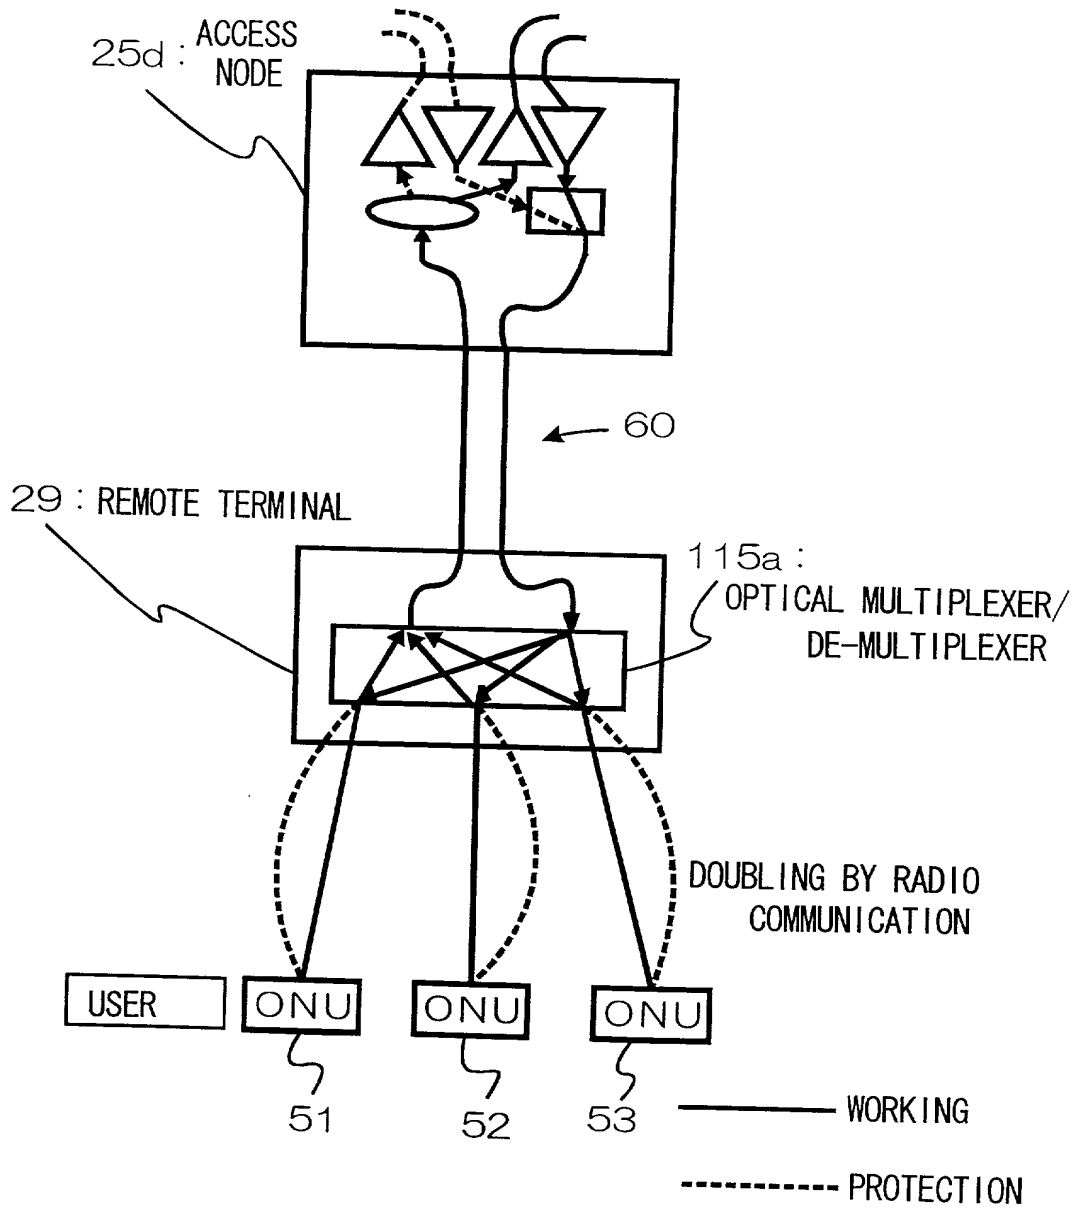 25d : ACCESS
NODE
60
29 : REMOTE TERMINAL
115a :
OPTICAL MULTIPLEXER/
DE-MULTIPLEXER
DOUBLING BY RADIO
COMMUNICATION
USER
ONU
ONU
ONU
51
52
53
WORKING
PROTECTION